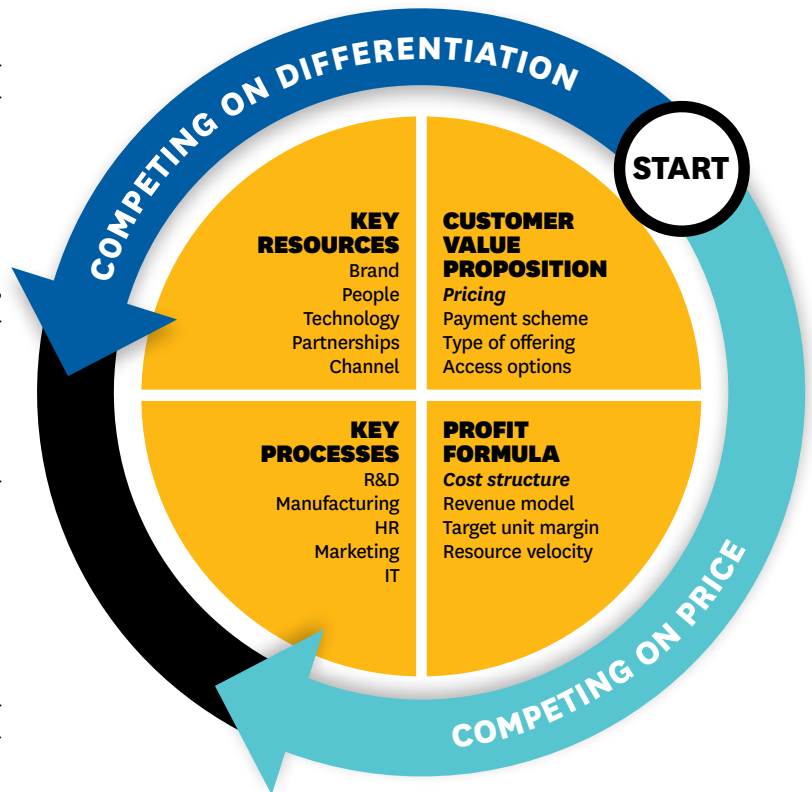 COMPETING ON DIFFERENTIATION
START
KEY
RESOURCES
Brand
People
Technology
Partnerships
Channel
CUSTOMER
VALUE
PROPOSITION
Pricing
Payment scheme
Type of offering
Access options
KEY
PROCESSES
R&D
Manufacturing
HR
Marketing
IT
PROFIT
FORMULA
Cost structure
Revenue model
Target unit margin
Resource velocity
COMPETING ON PRICE